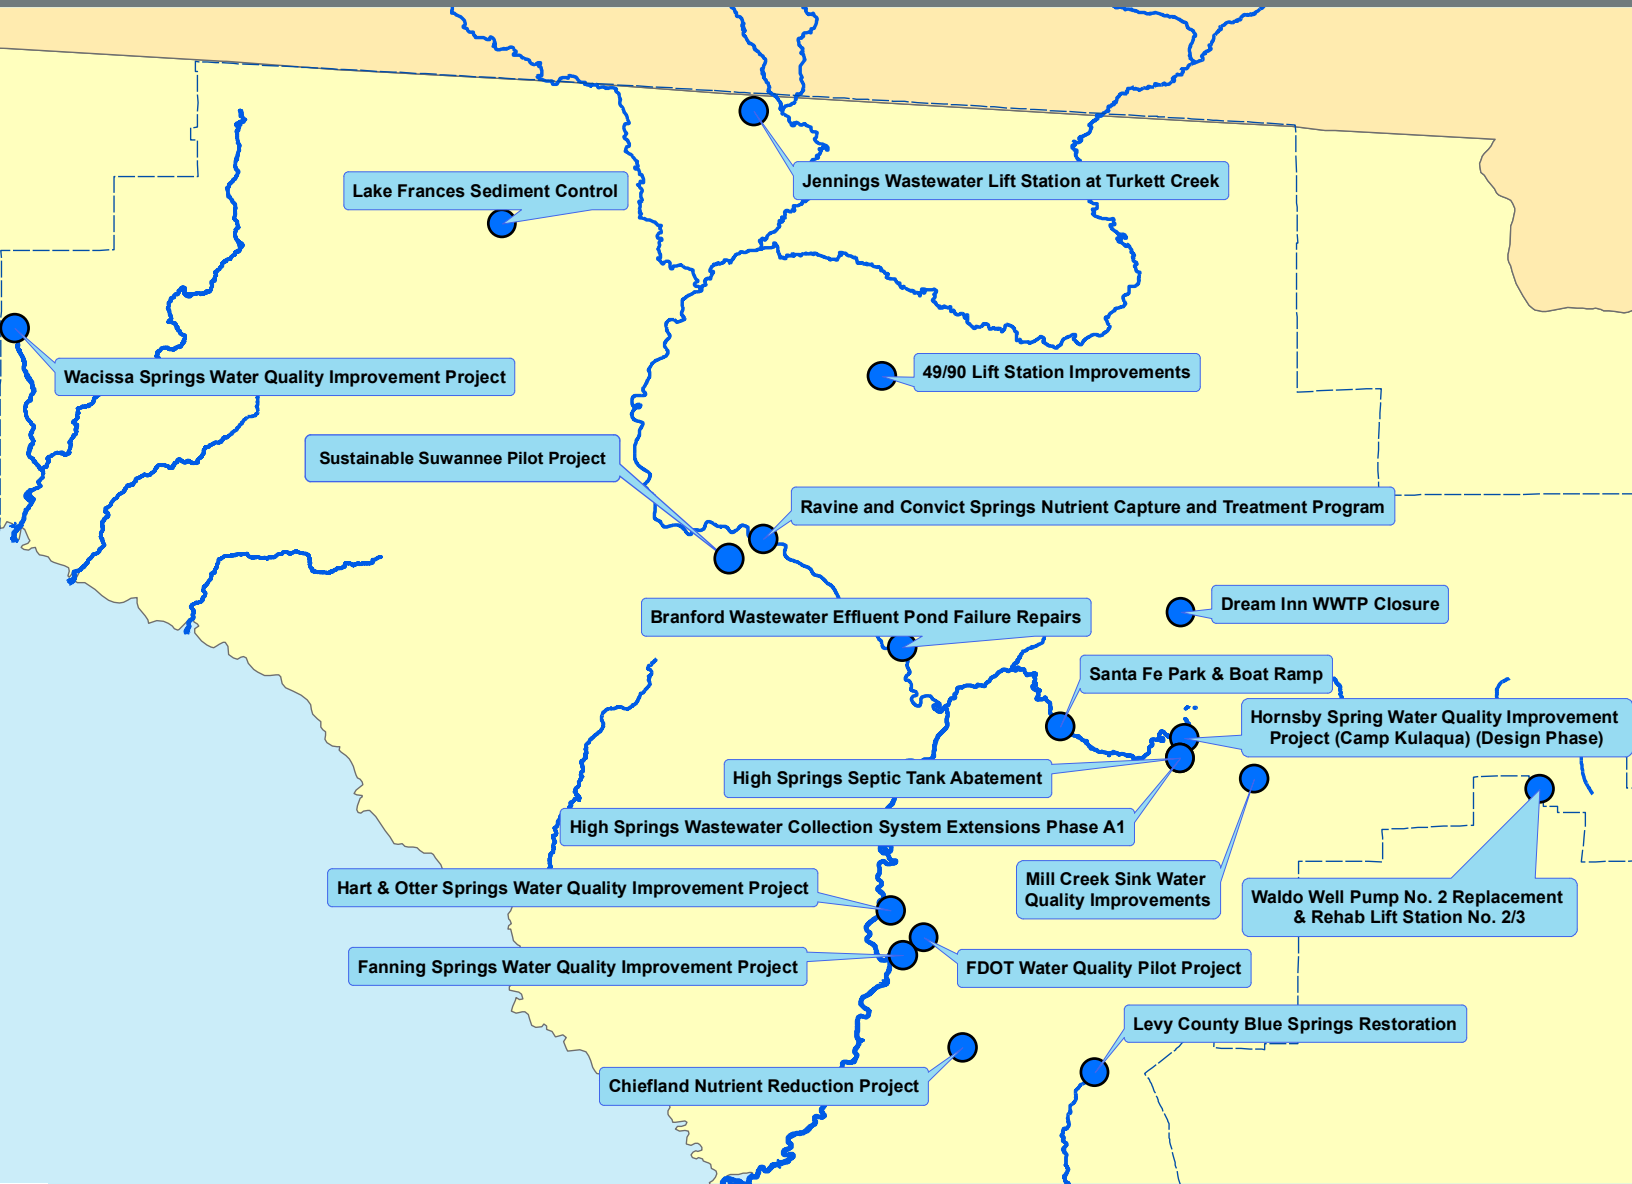 Jennings Wastewater Lift Station at Turkett Creek
Lake Frances Sediment Control
49/90 Lift Station Improvements
Wacissa Springs Water Quality Improvement Project
Sustainable Suwannee Pilot Project
Ravine and Convict Springs Nutrient Capture and Treatment Program
Dream Inn WWTP Closure
Branford Wastewater Effluent Pond Failure Repairs
Santa Fe Park & Boat Ramp
Hornsby Spring Water Quality Improvement
Project (Camp Kulaqua) (Design Phase)
High Springs Septic Tank Abatement
High Springs Wastewater Collection System Extensions Phase A1
Mill Creek Sink Water
Quality Improvements
Hart & Otter Springs Water Quality Improvement Project
Waldo Well Pump No. 2 Replacement
& Rehab Lift Station No. 2/3
Fanning Springs Water Quality Improvement Project
FDOT Water Quality Pilot Project
Levy County Blue Springs Restoration
Chiefland Nutrient Reduction Project